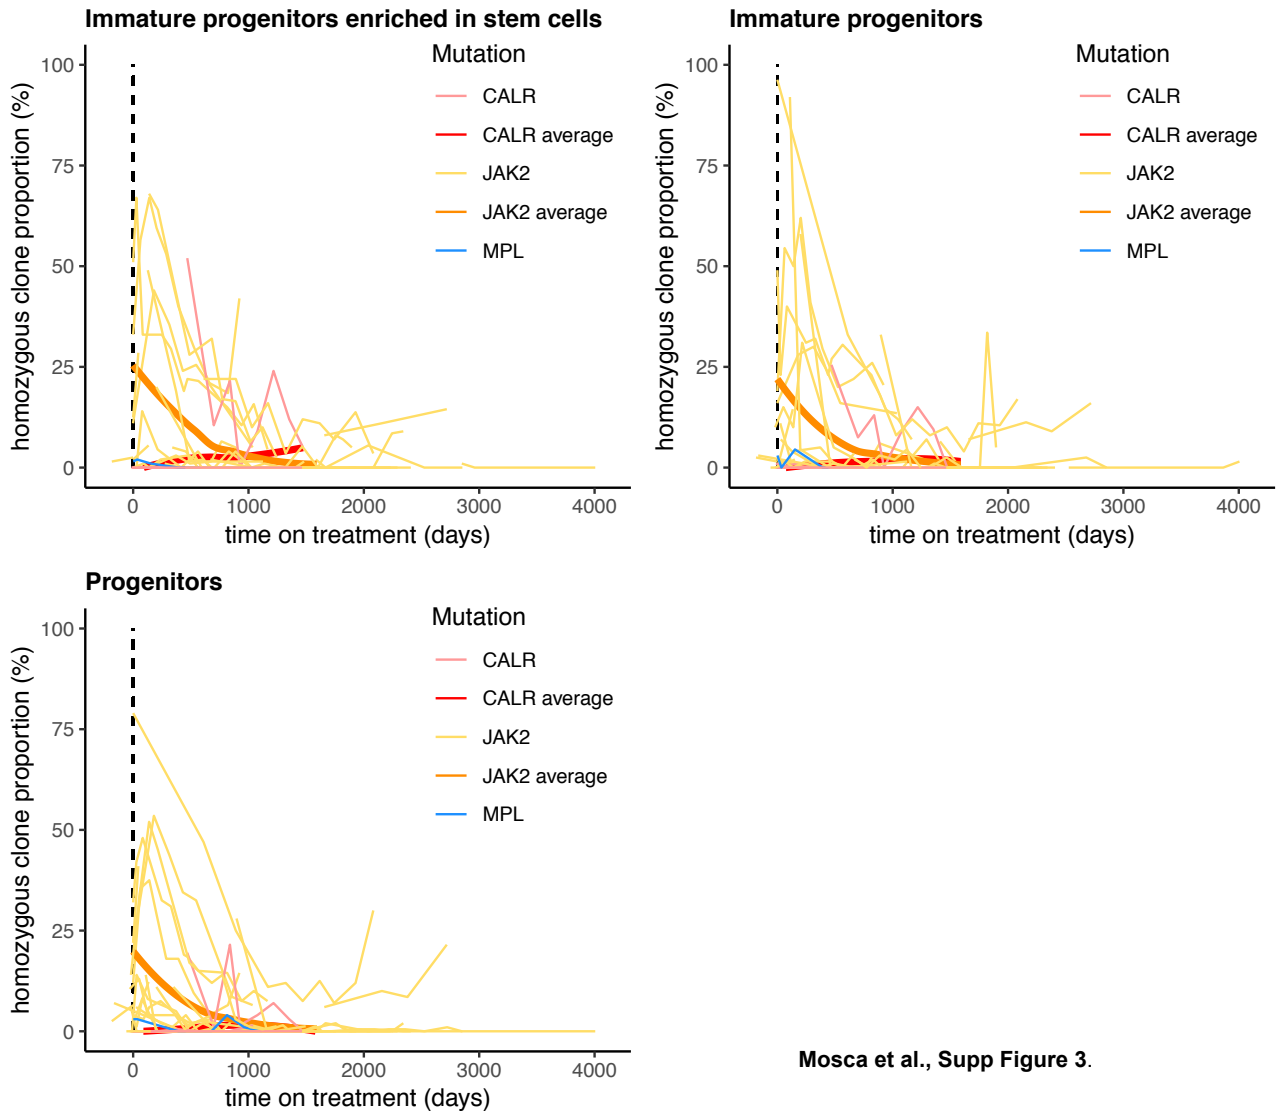 Immature progenitors enriched in stem cells
homozygous clone proportion (%)
100
75
50
25
0
0 1000 2000 3000 4000
time on treatment (days)
Mutation
CALR
CALR average
JAK2
JAK2 average
MPL
Immature progenitors
homozygous clone proportion (%)
100
75
50
25
0
0 1000 2000 3000 4000
time on treatment (days)
Mutation
CALR
CALR average
JAK2
JAK2 average
MPL
Progenitors
homozygous clone proportion (%)
100
75
50
25
0
0 1000 2000 3000 4000
time on treatment (days)
Mutation
CALR
CALR average
JAK2
JAK2 average
MPL
Mosca et al., Supp Figure 3.